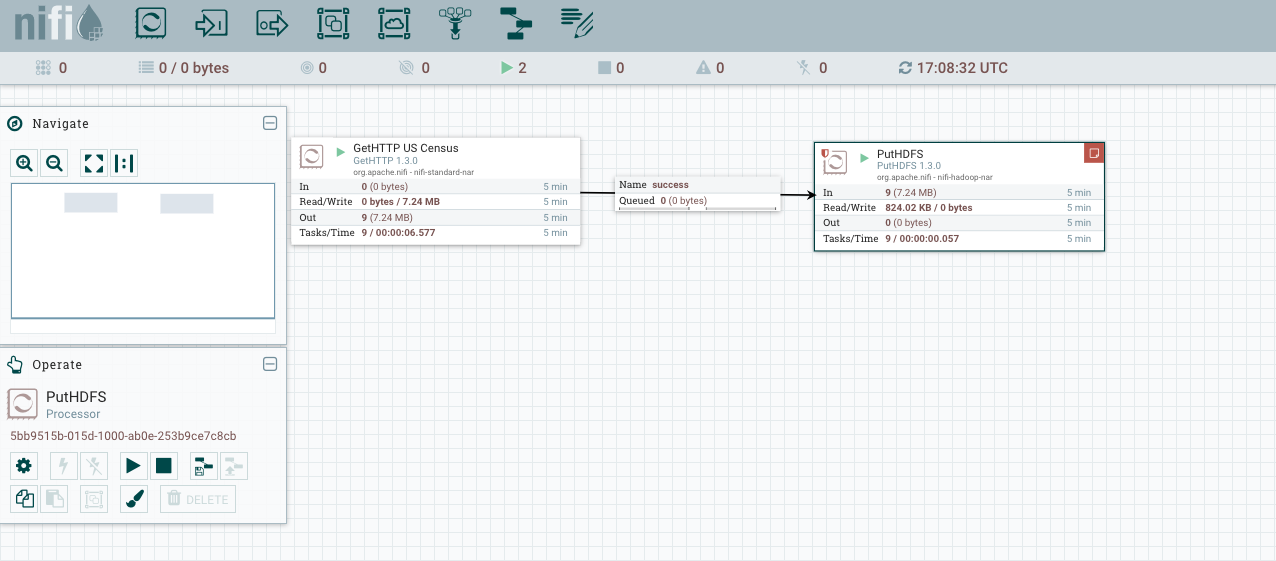 nifi
0
0 / 0 bytes
0
0
2
0
0
0
17:08:32 UTC
Navigate
GetHTTP US Census
GetHTTP 1.3.0
org.apache.nifi - nifi-standard-nar
In 0 (0 bytes) 5 min
Read/Write 0 bytes / 7.24 MB 5 min
Out 9 (7.24 MB) 5 min
Tasks/Time 9 / 00:00:06.577 5 min
Name success
Queued 0 (0 bytes)
PutHDFS
PutHDFS 1.3.0
org.apache.nifi - nifi-hadoop-nar
In 9 (7.24 MB) 5 min
Read/Write 824.02 KB / 0 bytes 5 min
Out 0 (0 bytes) 5 min
Tasks/Time 9 / 00:00:00.057 5 min
Operate
PutHDFS
Processor
5bb9515b-015d-1000-ab0e-253b9ce7c8cb
DELETE